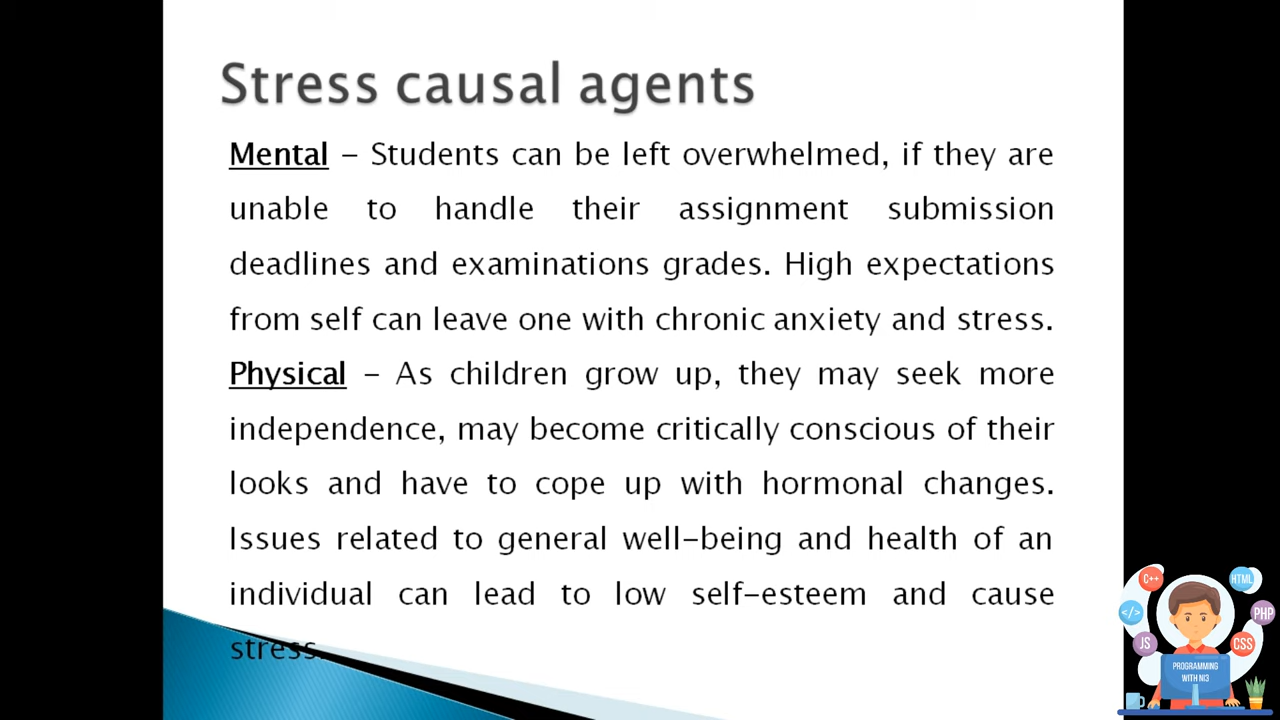 Stress causal agents
Mental – Students can be left overwhelmed, if they are
unable to handle their assignment submission
deadlines and examinations grades. High expectations
from self can leave one with chronic anxiety and stress.
Physical – As children grow up, they may seek more
independence, may become critically conscious of their
looks and have to cope up with hormonal changes.
Issues related to general well-being and health of an
individual can lead to low self-esteem and cause
stress.
C++
HTML
</>
PHP
JS
CSS
PROGRAMMING
WITH NI3